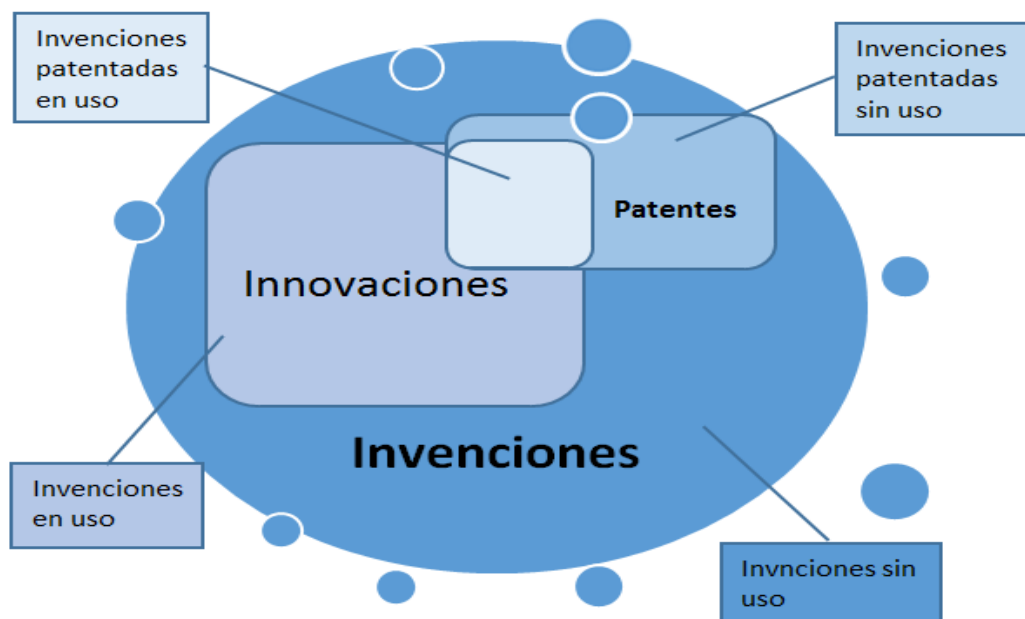 Invenciones
patentadas
en uso
Invenciones
patentadas
sin uso
Patentes
Innovaciones
Invenciones
Invenciones
en uso
Invnciones sin
uso